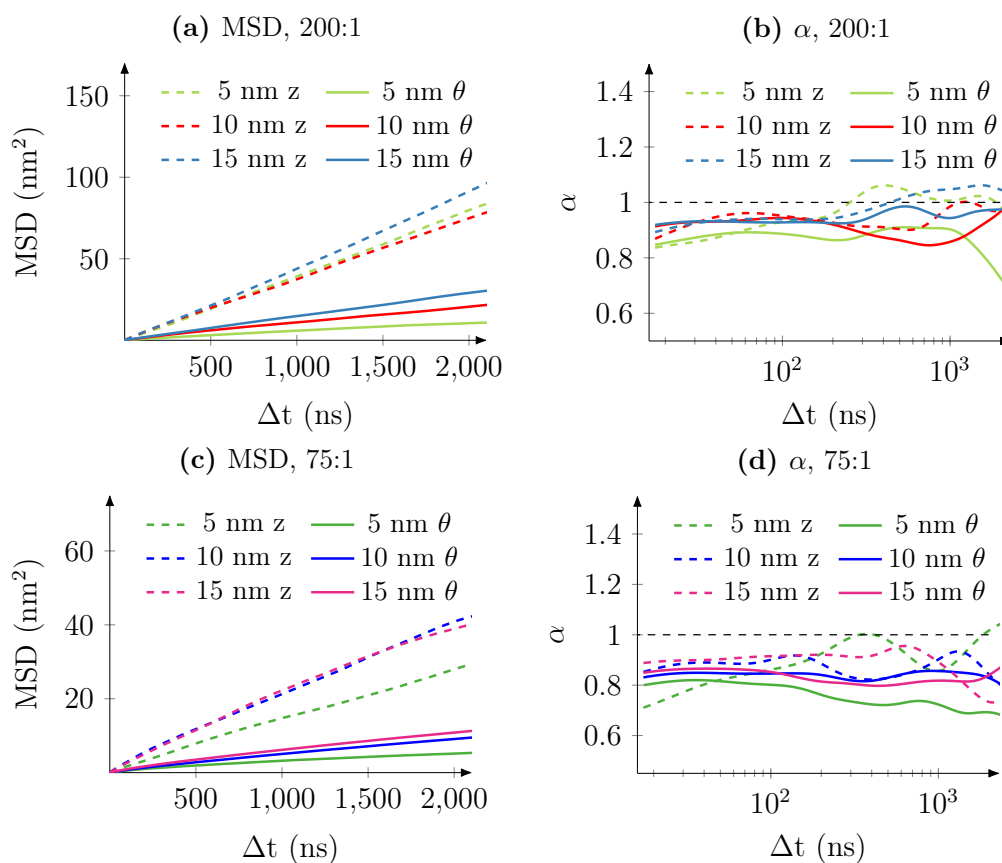 (a) MSD, 200:1
150
100
50
MSD (nm²)
5 nm z
5 nm θ
10 nm z
10 nm θ
15 nm z
15 nm θ
500
1,000
1,500
2,000
Δt (ns)
(b) α, 200:1
1.4
1.2
1
0.8
0.6
α
5 nm z
5 nm θ
10 nm z
10 nm θ
15 nm z
15 nm θ
10²
10³
Δt (ns)
(c) MSD, 75:1
60
40
20
MSD (nm²)
5 nm z
5 nm θ
10 nm z
10 nm θ
15 nm z
15 nm θ
500
1,000
1,500
2,000
Δt (ns)
(d) α, 75:1
1.4
1.2
1
0.8
0.6
α
5 nm z
5 nm θ
10 nm z
10 nm θ
15 nm z
15 nm θ
10²
10³
Δt (ns)